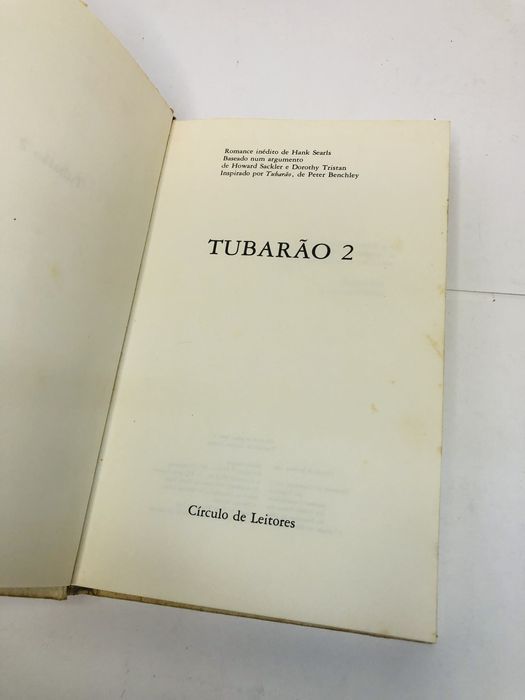 Romance inédito de Hank Searls
Baseado num argumento
de Howard Sackler e Dorothy Tristan
Inspirado por Tubarão, de Peter Benchley
TUBARÃO 2
Círculo de Leitores